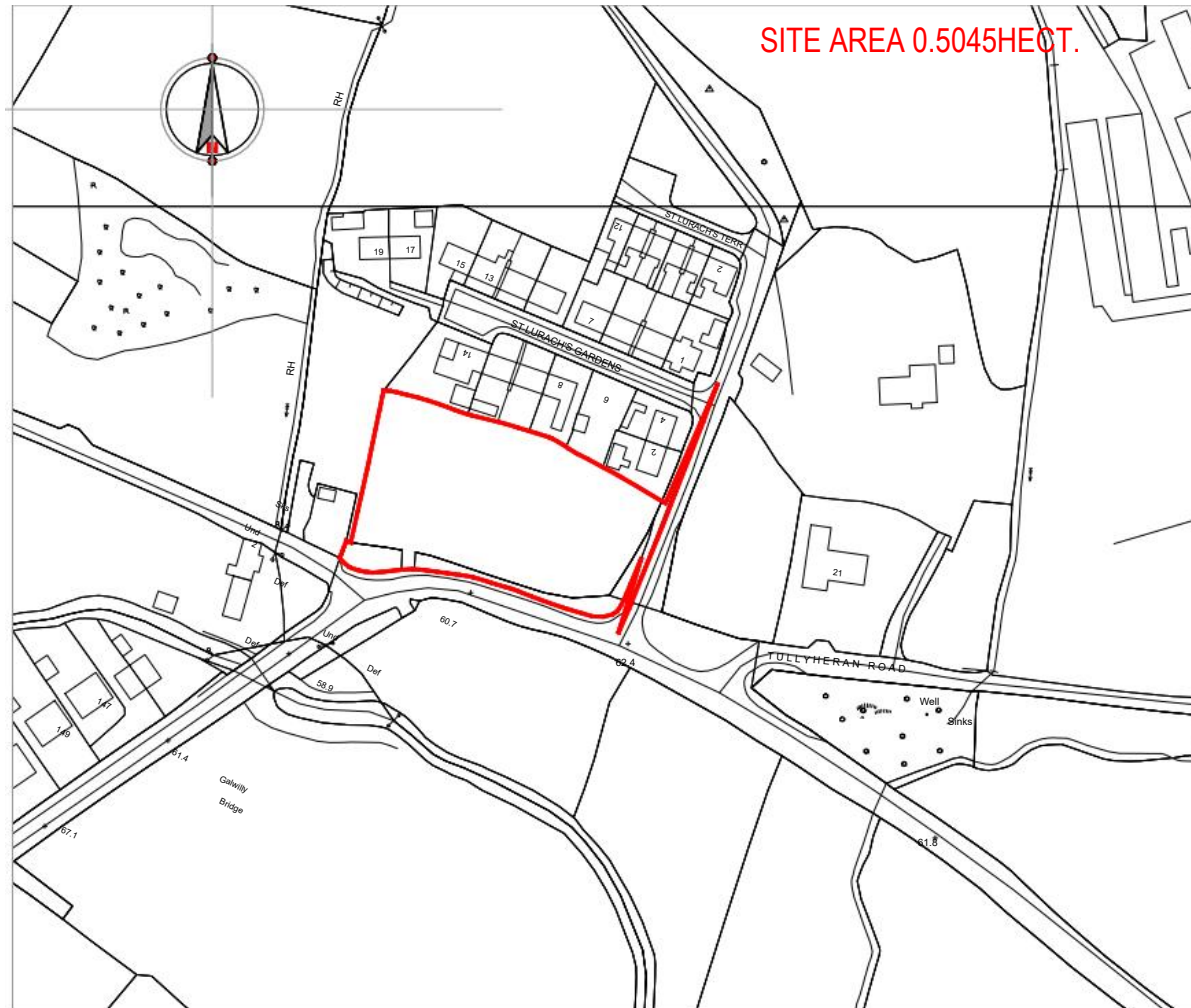 SITE AREA 0.5045HECT.
RH
ST LURACH'S TERR
12
2
19
17
15
13
7
1
ST LURACH'S GARDENS
14
8
6
4
2
RH
Und
2
Def
Def
Und
Def
60.7
62.4
58.9
21
TULLYHERAN ROAD
Well
Sinks
147
149
61.4
Galwilly
Bridge
67.1
61.8